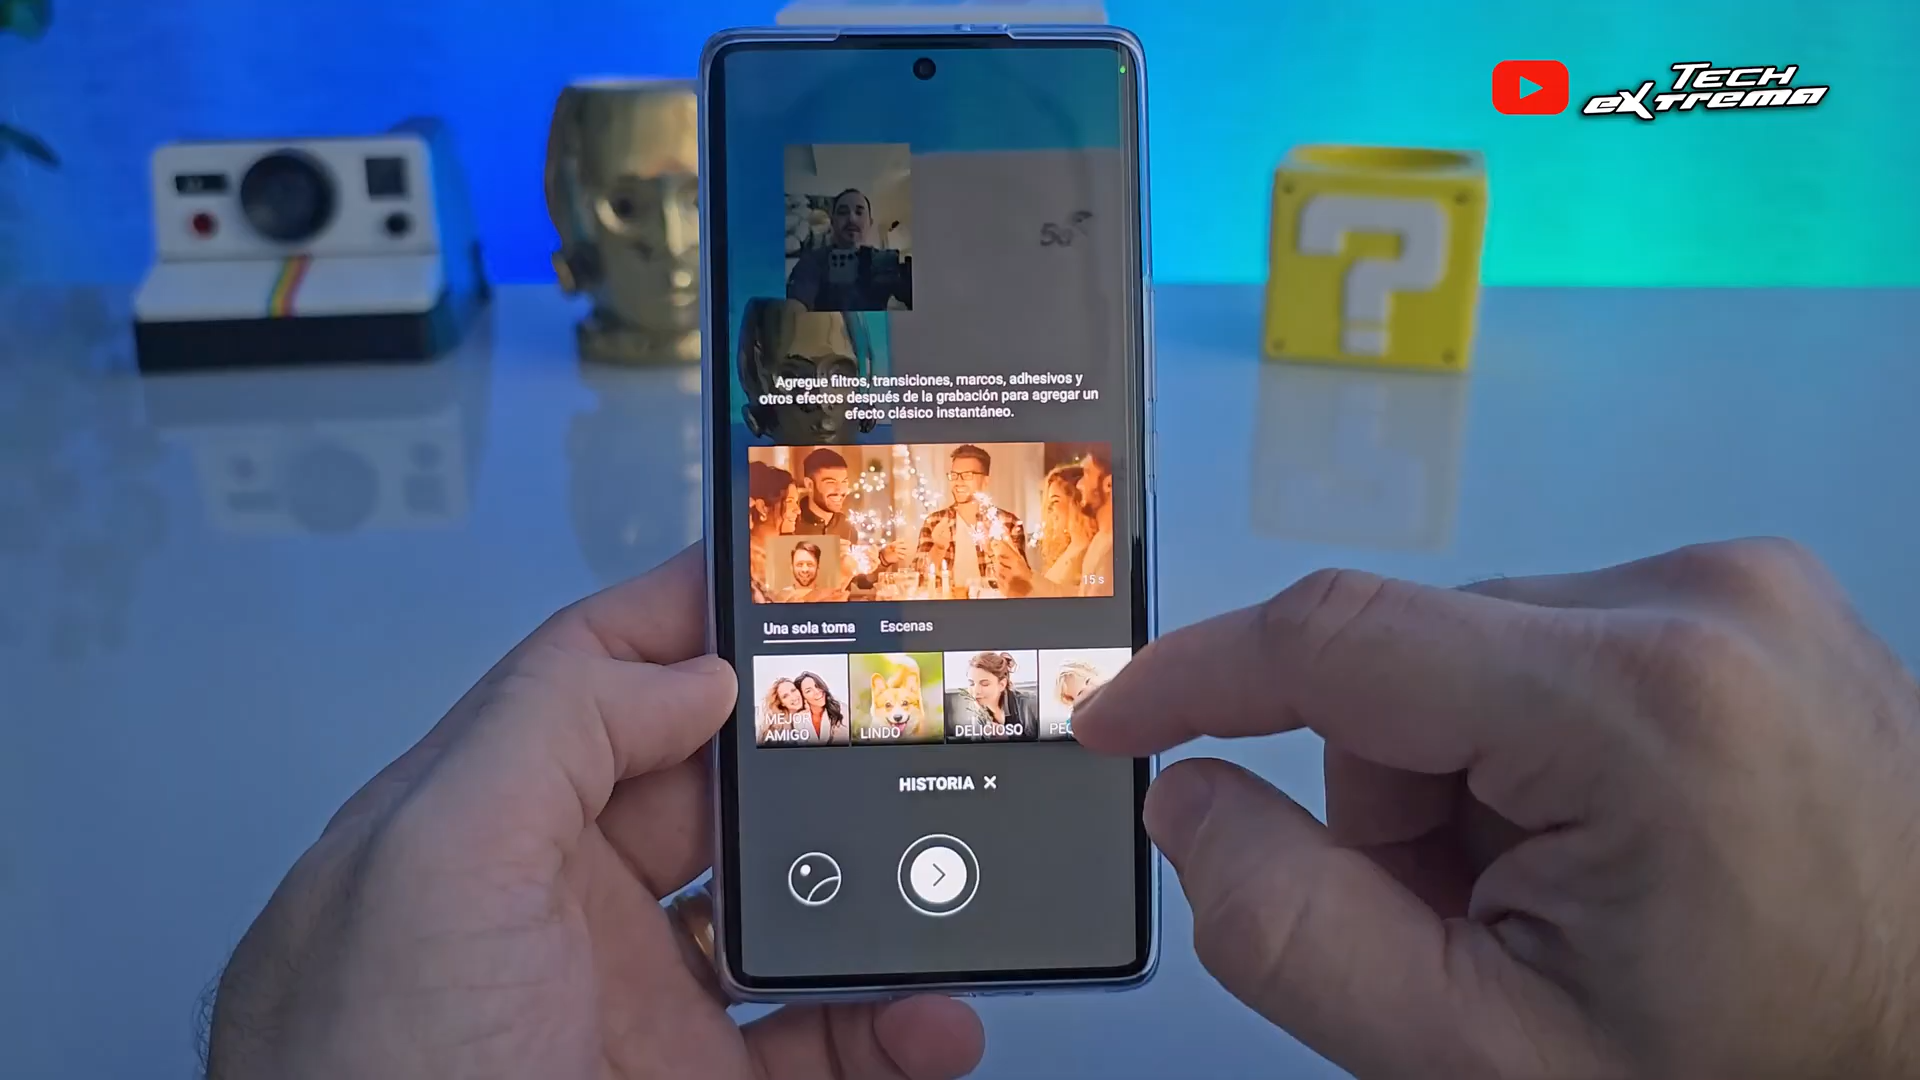 TECH
EXTREMA
5G
Agregue filtros, transiciones, marcos, adhesivos y
otros efectos después de la grabación para agregar un
efecto clásico instantáneo.
15 s
Una sola toma Escenas
MEJOR
AMIGO
LINDO
DELICIOSO
HISTORIA X
?